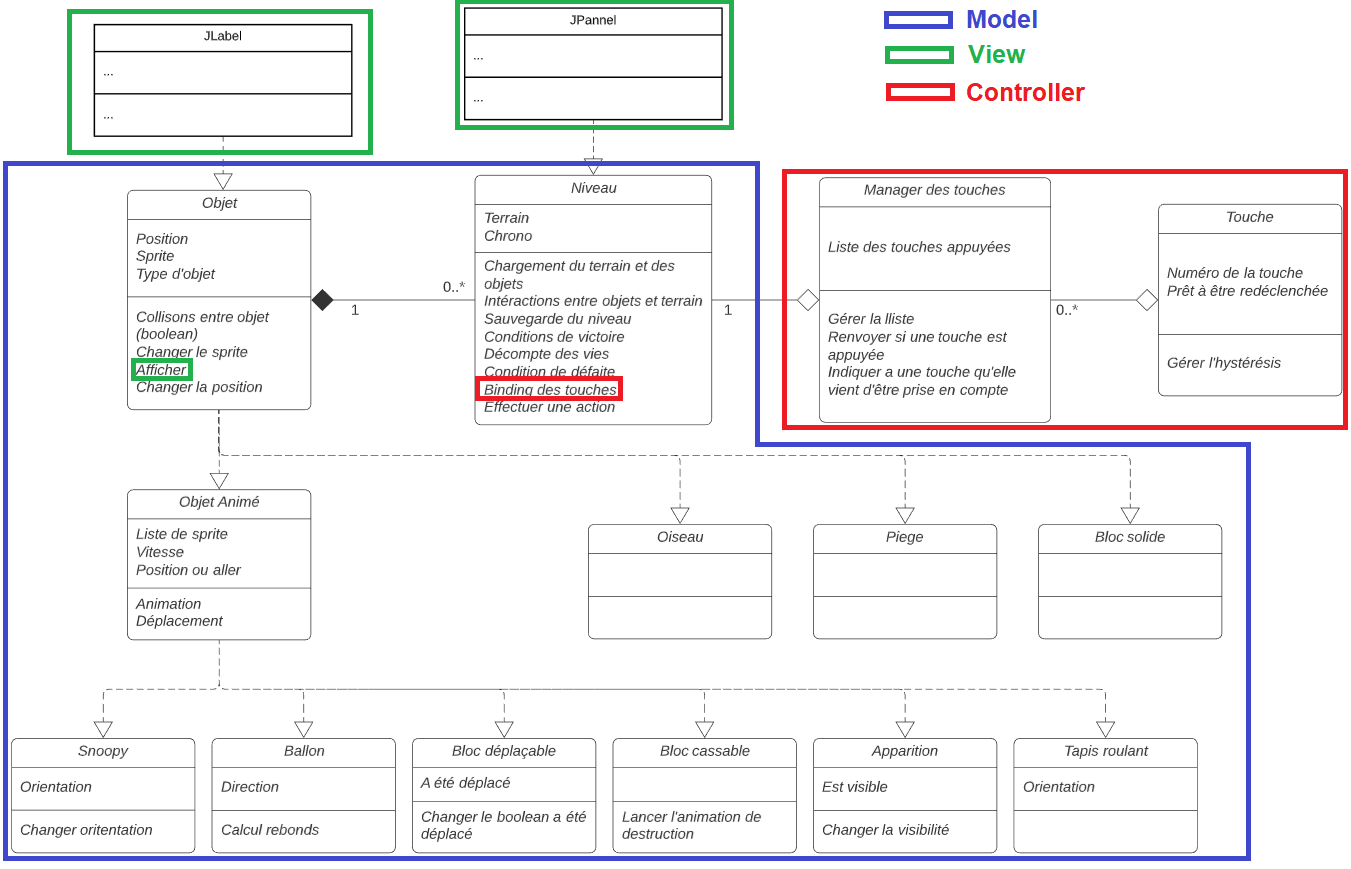 JLabel
...
...
JPannel
...
...
Model
View
Controller
Objet
Position
Sprite
Type d'objet
Collisons entre objet
(boolean)
Changer le sprite
Afficher
Changer la position
1
0..*
Niveau
Terrain
Chrono
Chargement du terrain et des
objets
Intéractions entre objets et terrain
Sauvegarde du niveau
Conditions de victoire
Décompte des vies
Condition de défaite
Binding des touches
Effectuer une action
1
Manager des touches
Liste des touches appuyées
Gérer la lliste
Renvoyer si une touche est
appuyée
Indiquer a une touche qu'elle
vient d'être prise en compte
0..*
Touche
Numéro de la touche
Prêt à être redéclenchée
Gérer l'hystérésis
Objet Animé
Liste de sprite
Vitesse
Position ou aller
Animation
Déplacement
Oiseau
Piege
Bloc solide
Snoopy
Orientation
Changer oritentation
Ballon
Direction
Calcul rebonds
Bloc déplaçable
A été déplacé
Changer le boolean a été
déplacé
Bloc cassable
Lancer l'animation de
destruction
Apparition
Est visible
Changer la visibilité
Tapis roulant
Orientation